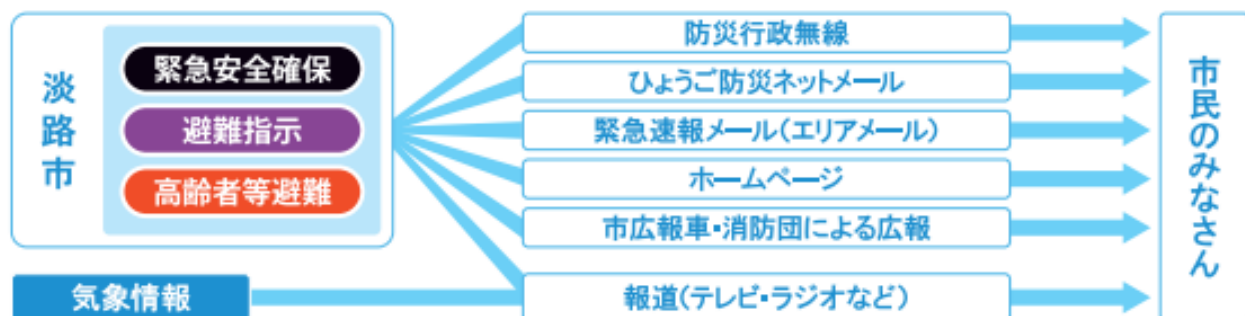 淡路市
緊急安全確保
避難指示
高齢者等避難
気象情報
防災行政無線
ひょうご防災ネットメール
緊急速報メール(エリアメール)
ホームページ
市広報車・消防団による広報
報道(テレビ・ラジオなど)
市民のみなさん